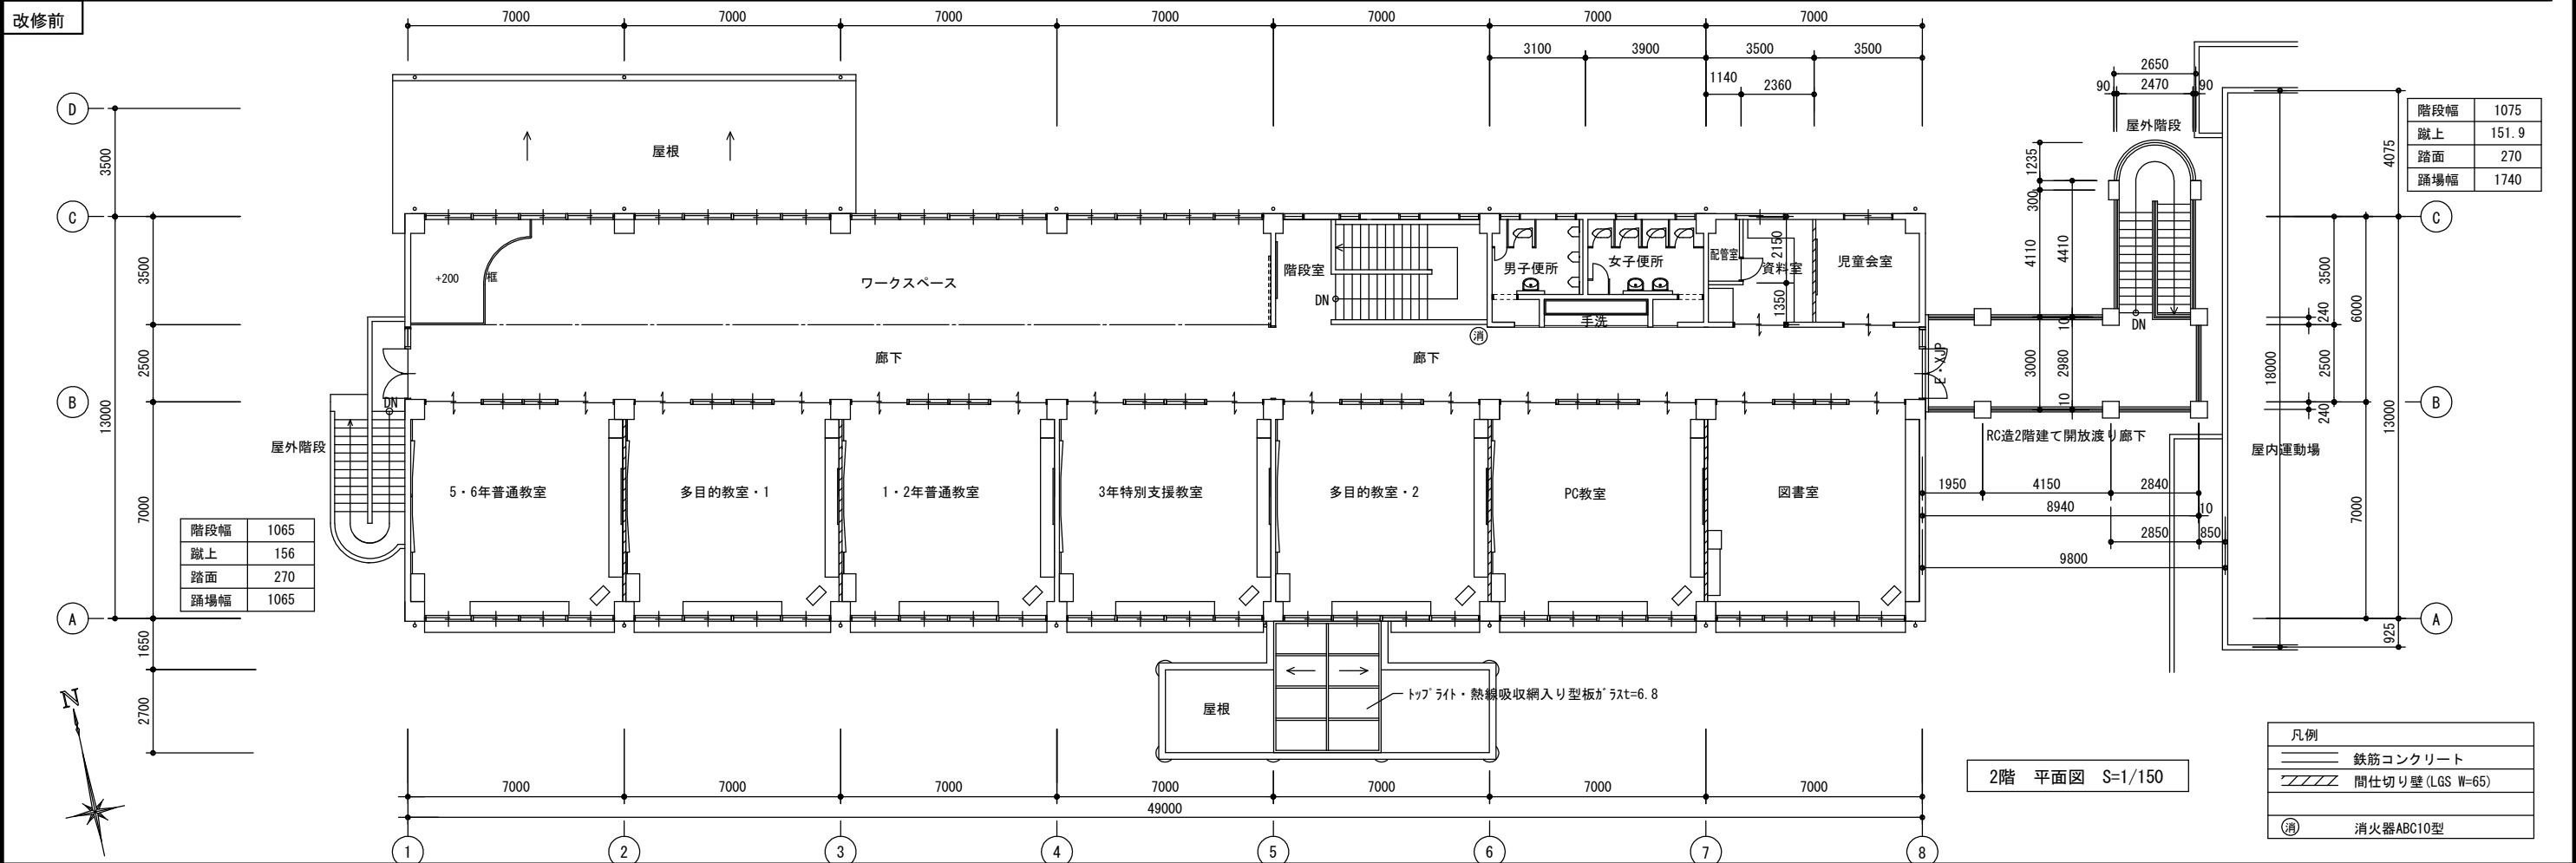 改修前
7000 7000 7000 7000 7000 7000 7000
3100 3900 3500 3500
1140 2360
2650
90 2470 90
屋外階段
階段幅 1075
蹴上 151.9
踏面 270
踊場幅 1740
D
C
B
A
3500
13000
3500
2500
7000
1650
2700
屋根
+200
框
ワークスペース
階段室
DN
男子便所
女子便所
手洗
配管室
資料室
2150
1350
児童会室
消
廊下
廊下
E・XJP
DN
屋外階段
階段幅 1065
蹴上 156
踏面 270
踊場幅 1065
5・6年普通教室
多目的教室・1
1・2年普通教室
3年特別支援教室
多目的教室・2
PC教室
図書室
1235
300
4110
4410
10
3000
2980
10
DN
RC造2階建て開放渡り廊下
屋内運動場
1950 4150 2840
8940 10
2850 850
9800
4075
18000
3500
240
6000
2500
240
13000
7000
925
C
B
A
屋根
トップライト・熱線吸収網入り型板ガラスt=6.8
N
7000 7000 7000 7000 7000 7000 7000
49000
1 2 3 4 5 6 7 8
2階 平面図 S=1/150
凡例
鉄筋コンクリート
間仕切り壁(LGS W=65)
消 消火器ABC10型